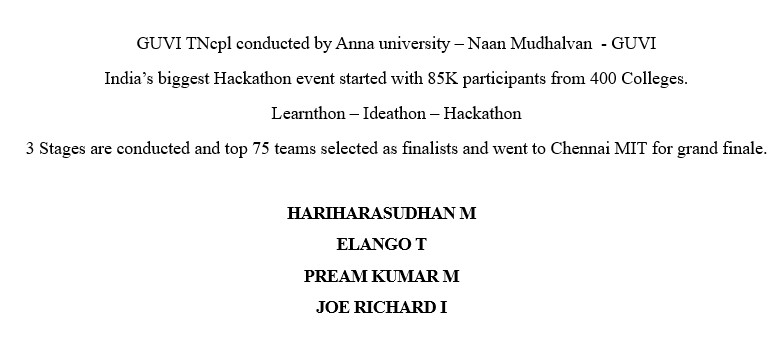 GUVI TNcpl conducted by Anna university – Naan Mudhalvan - GUVI
India’s biggest Hackathon event started with 85K participants from 400 Colleges.
Learnthon – Ideathon – Hackathon
3 Stages are conducted and top 75 teams selected as finalists and went to Chennai MIT for grand finale.
HARIHARASUDHAN M
ELANGO T
PREAM KUMAR M
JOE RICHARD I